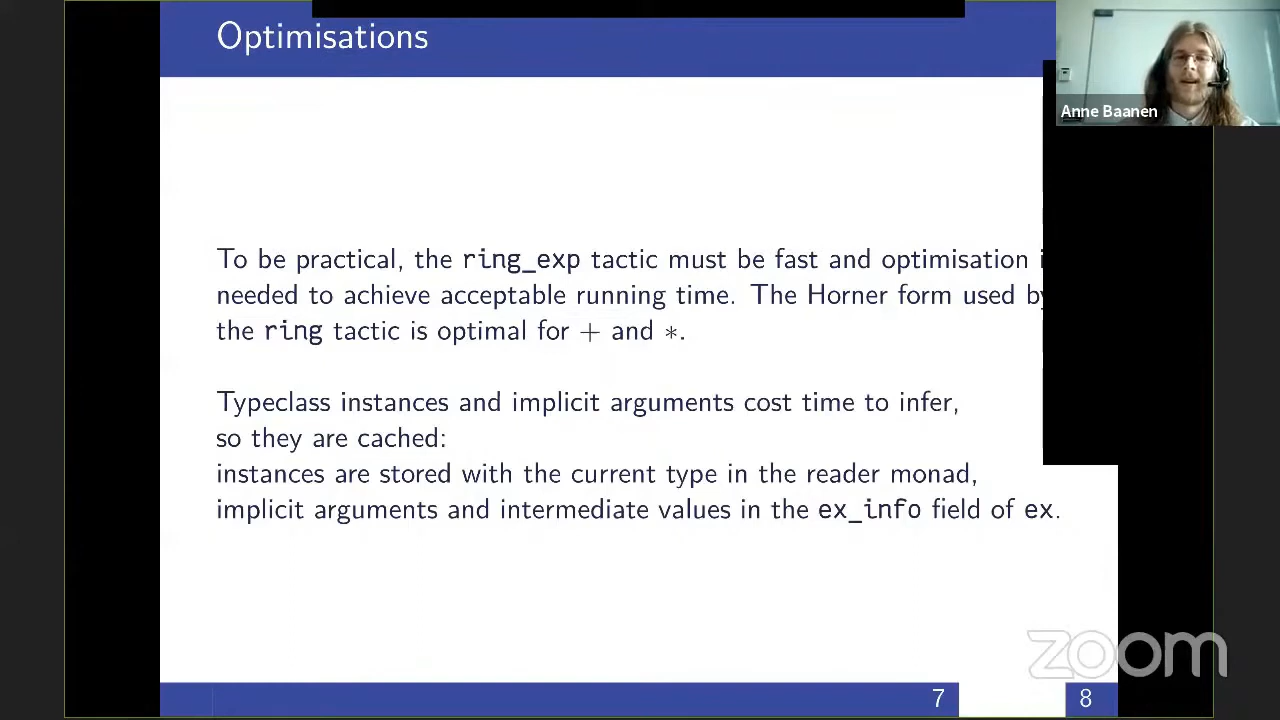 Optimisations
Anne Baanen
To be practical, the ring_exp tactic must be fast and optimisation
needed to achieve acceptable running time. The Horner form used by
the ring tactic is optimal for + and *.
Typeclass instances and implicit arguments cost time to infer,
so they are cached:
instances are stored with the current type in the reader monad,
implicit arguments and intermediate values in the ex_info field of ex.
zoom
7
8